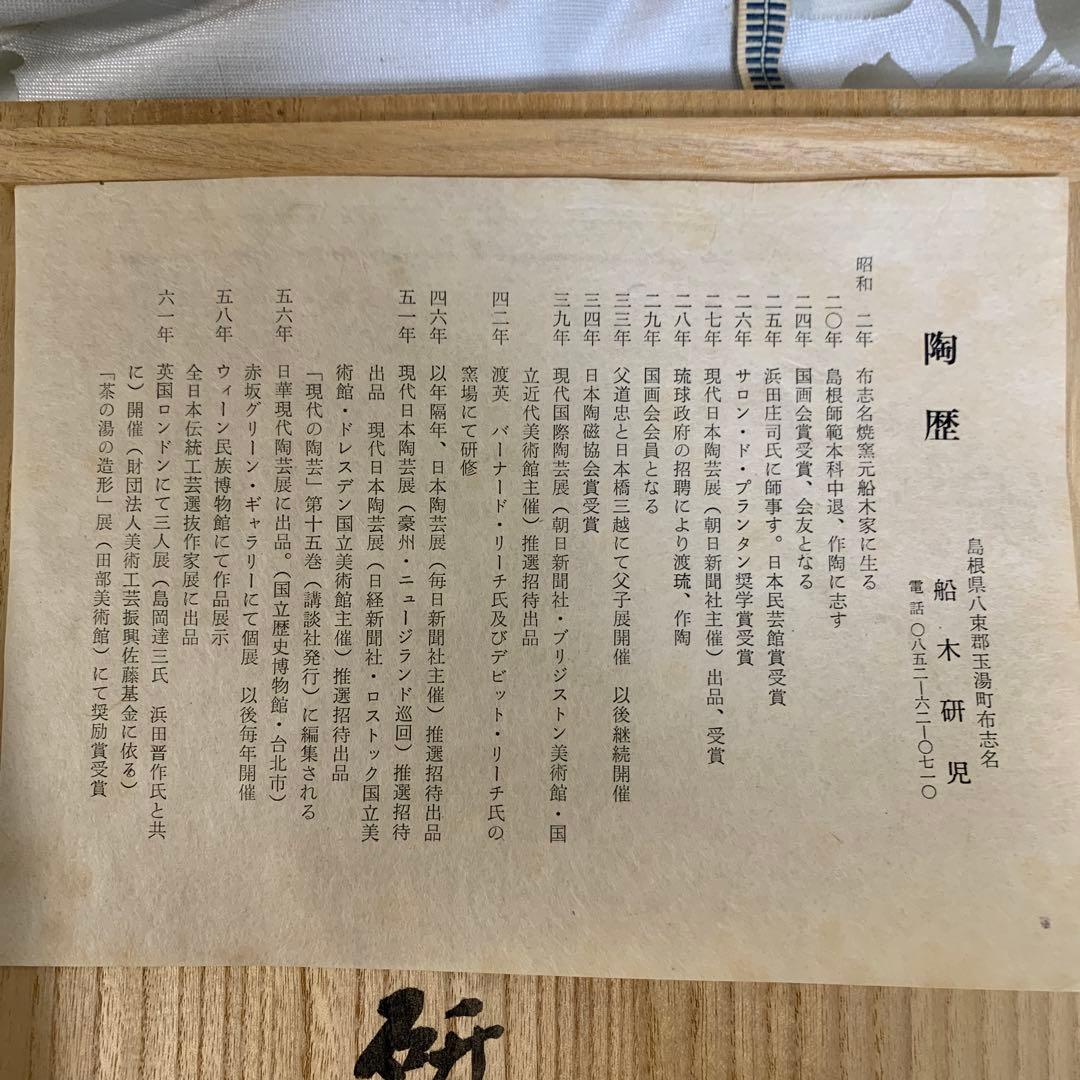 陶歴
島根県八束郡玉湯町布志名
船木研児
電話〇八五二ー六二ー〇七一〇
昭和 二年 布志名焼窯元船木家に生る
二〇年 島根師範本科中退、作陶に志す
二四年 国画会賞受賞、会友となる
二五年 浜田庄司氏に師事す。日本民芸館賞受賞
二六年 サロン・ド・プランタン奨学賞受賞
二七年 現代日本陶芸展(朝日新聞社主催)出品、受賞
二八年 琉球政府の招聘により渡琉、作陶
二九年 国画会会員となる
三三年 父道忠と日本橋三越にて父子展開催 以後継続開催
三四年 日本陶磁協会賞受賞
三九年 現代国際陶芸展(朝日新聞社・ブリジストン美術館・国
立近代美術館主催)推選招待出品
四二年 渡英 バーナード・リーチ氏及びデビット・リーチ氏の
窯場にて研修
四六年 以年隔年、日本陶芸展(毎日新聞社主催)推選招待出品
五一年 現代日本陶芸展(豪州・ニュージランド巡回)推選招待
出品 現代日本陶芸展(日経新聞社・ロストック国立美
術館・ドレスデン国立美術館主催)推選招待出品
「現代の陶芸」第十五巻(講談社発行)に編集される
五六年 日華現代陶芸展に出品。(国立歴史博物館・台北市)
赤坂グリーン・ギャラリーにて個展 以後毎年開催
五八年 ウィーン民族博物館にて作品展示
全日本伝統工芸選抜作家展に出品
六一年 英国ロンドンにて三人展(島岡達三氏 浜田晋作氏と共
に)開催(財団法人美術工芸振興佐藤基金に依る)
「茶の湯の造形」展(田部美術館)にて奨励賞受賞
研